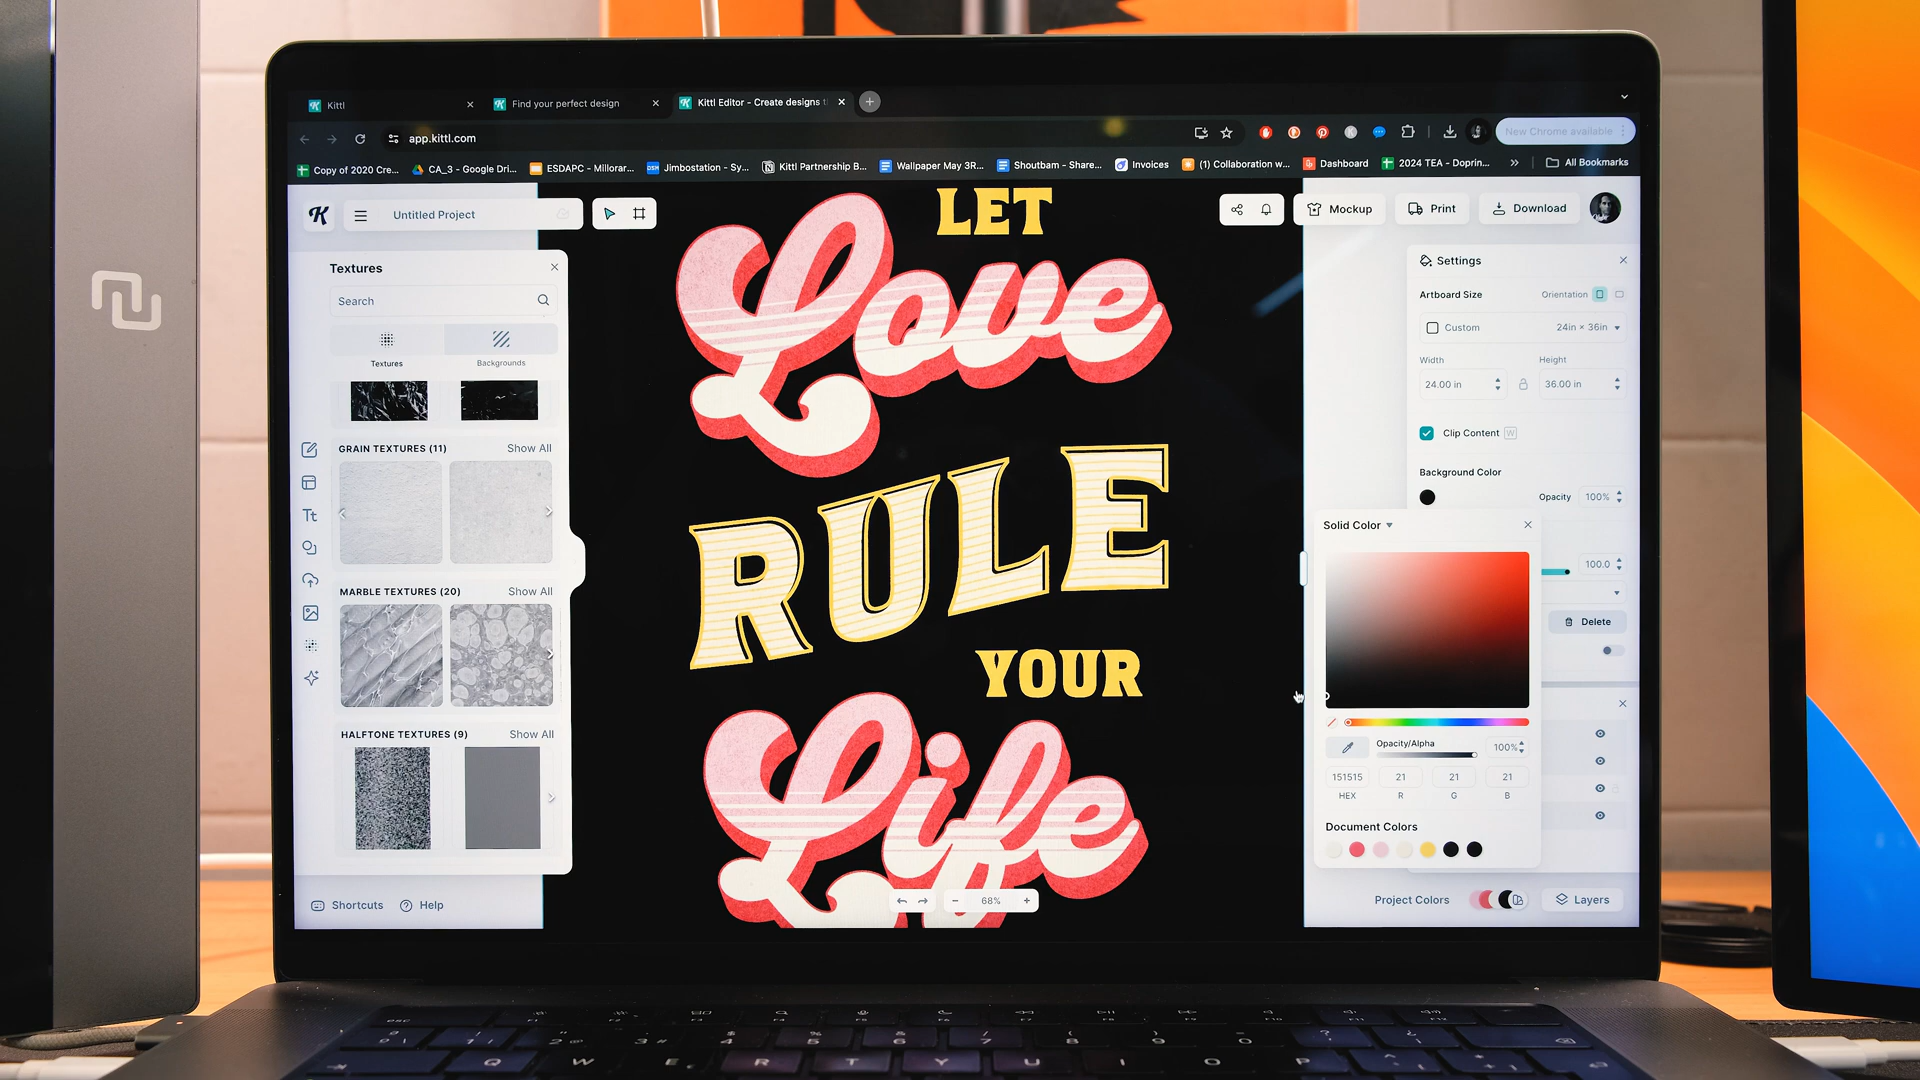 Kittl
Find your perfect design
Kittl Editor - Create designs t
app.kittl.com
New Chrome available
Copy of 2020 Cre...
CA_3 - Google Dri...
ESDAPC - Millorar...
Jimbostation - Sy...
Kittl Partnership B...
Wallpaper May 3R...
Shoutbam - Share...
Invoices
(1) Collaboration w...
Dashboard
2024 TEA - Doprin...
All Bookmarks
K
Untitled Project
Mockup
Print
Download
Textures
Search
Textures
Backgrounds
GRAIN TEXTURES (11)
Show All
MARBLE TEXTURES (20)
Show All
HALFTONE TEXTURES (9)
Show All
Tt
Shortcuts
Help
LET
Love
RULE
YOUR
Life
68%
Settings
Artboard Size
Orientation
Custom
24in × 36in
Width
Height
24.00 in
36.00 in
Clip Content
W
Background Color
Opacity
100%
Solid Color
100.0
Delete
Opacity/Alpha
100%
151515
21
21
21
HEX
R
G
B
Document Colors
Project Colors
Layers
Q W E R T Y U I O P